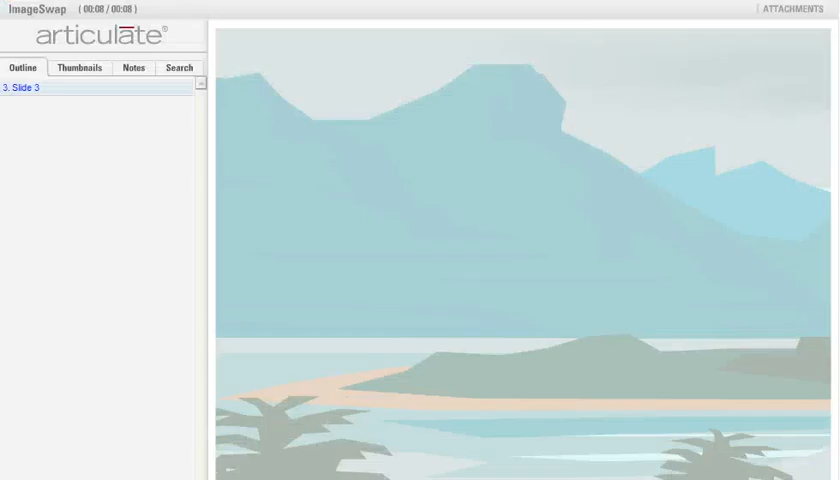 ImageSwap ( 00:08 / 00:08 )
ATTACHMENTS
articulate®
Outline Thumbnails Notes Search
3. Slide 3